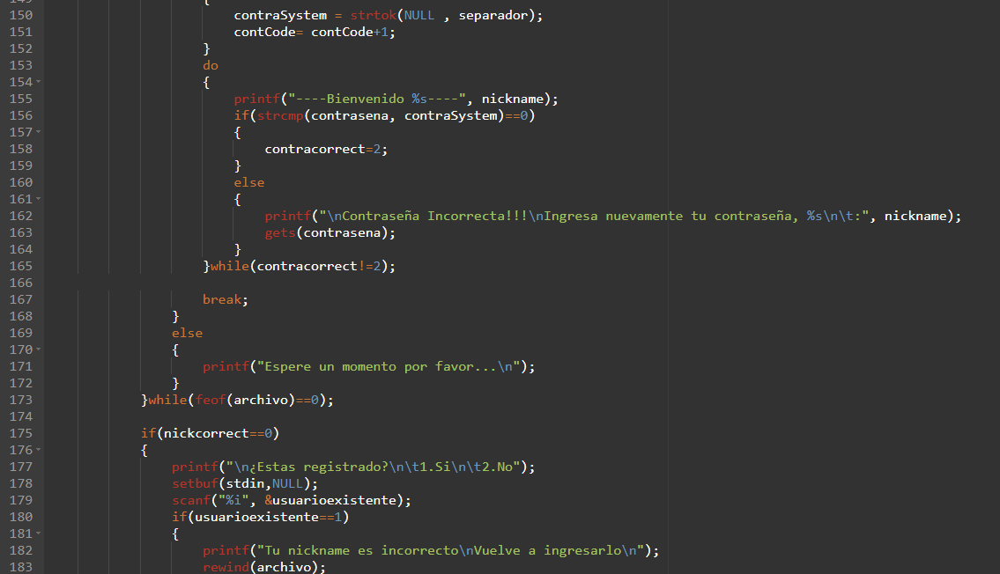 149 {
150 contraSystem = strtok(NULL , separador);
151 contCode= contCode+1;
152 }
153 do
154 {
155 printf("----Bienvenido %s----", nickname);
156 if(strcmp(contrasena, contraSystem)==0)
157 {
158 contracorrect=2;
159 }
160 else
161 {
162 printf("\nContraseña Incorrecta!!!\nIngresa nuevamente tu contraseña, %s\n\t:", nickname);
163 gets(contrasena);
164 }
165 }while(contracorrect!=2);
166
167 break;
168 }
169 else
170 {
171 printf("Espere un momento por favor...\n");
172 }
173 }while(feof(archivo)==0);
174
175 if(nickcorrect==0)
176 {
177 printf("\n¿Estas registrado?\n\t1.Si\n\t2.No");
178 setbuf(stdin,NULL);
179 scanf("%i", &usuarioexistente);
180 if(usuarioexistente==1)
181 {
182 printf("Tu nickname es incorrecto\nVuelve a ingresarlo\n");
183 rewind(archivo);